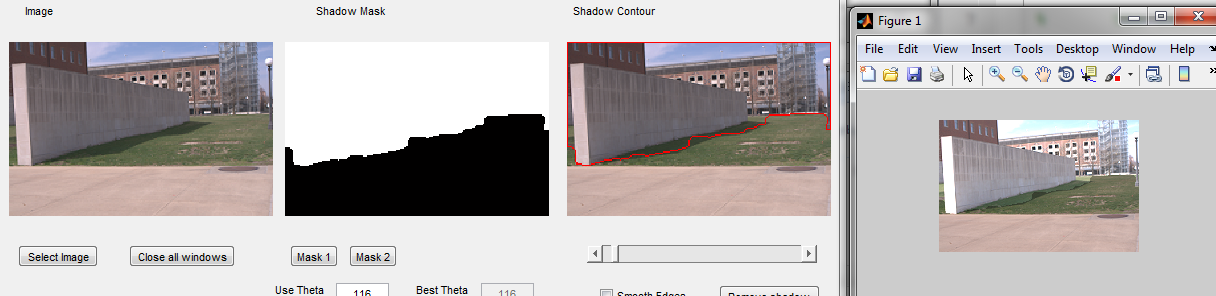 Image
Shadow Mask
Shadow Contour
Figure 1
File Edit View Insert Tools Desktop Window Help
Select Image
Close all windows
Mask 1
Mask 2
Use Theta
116
Best Theta
116
Smooth Edges
Remove shadow